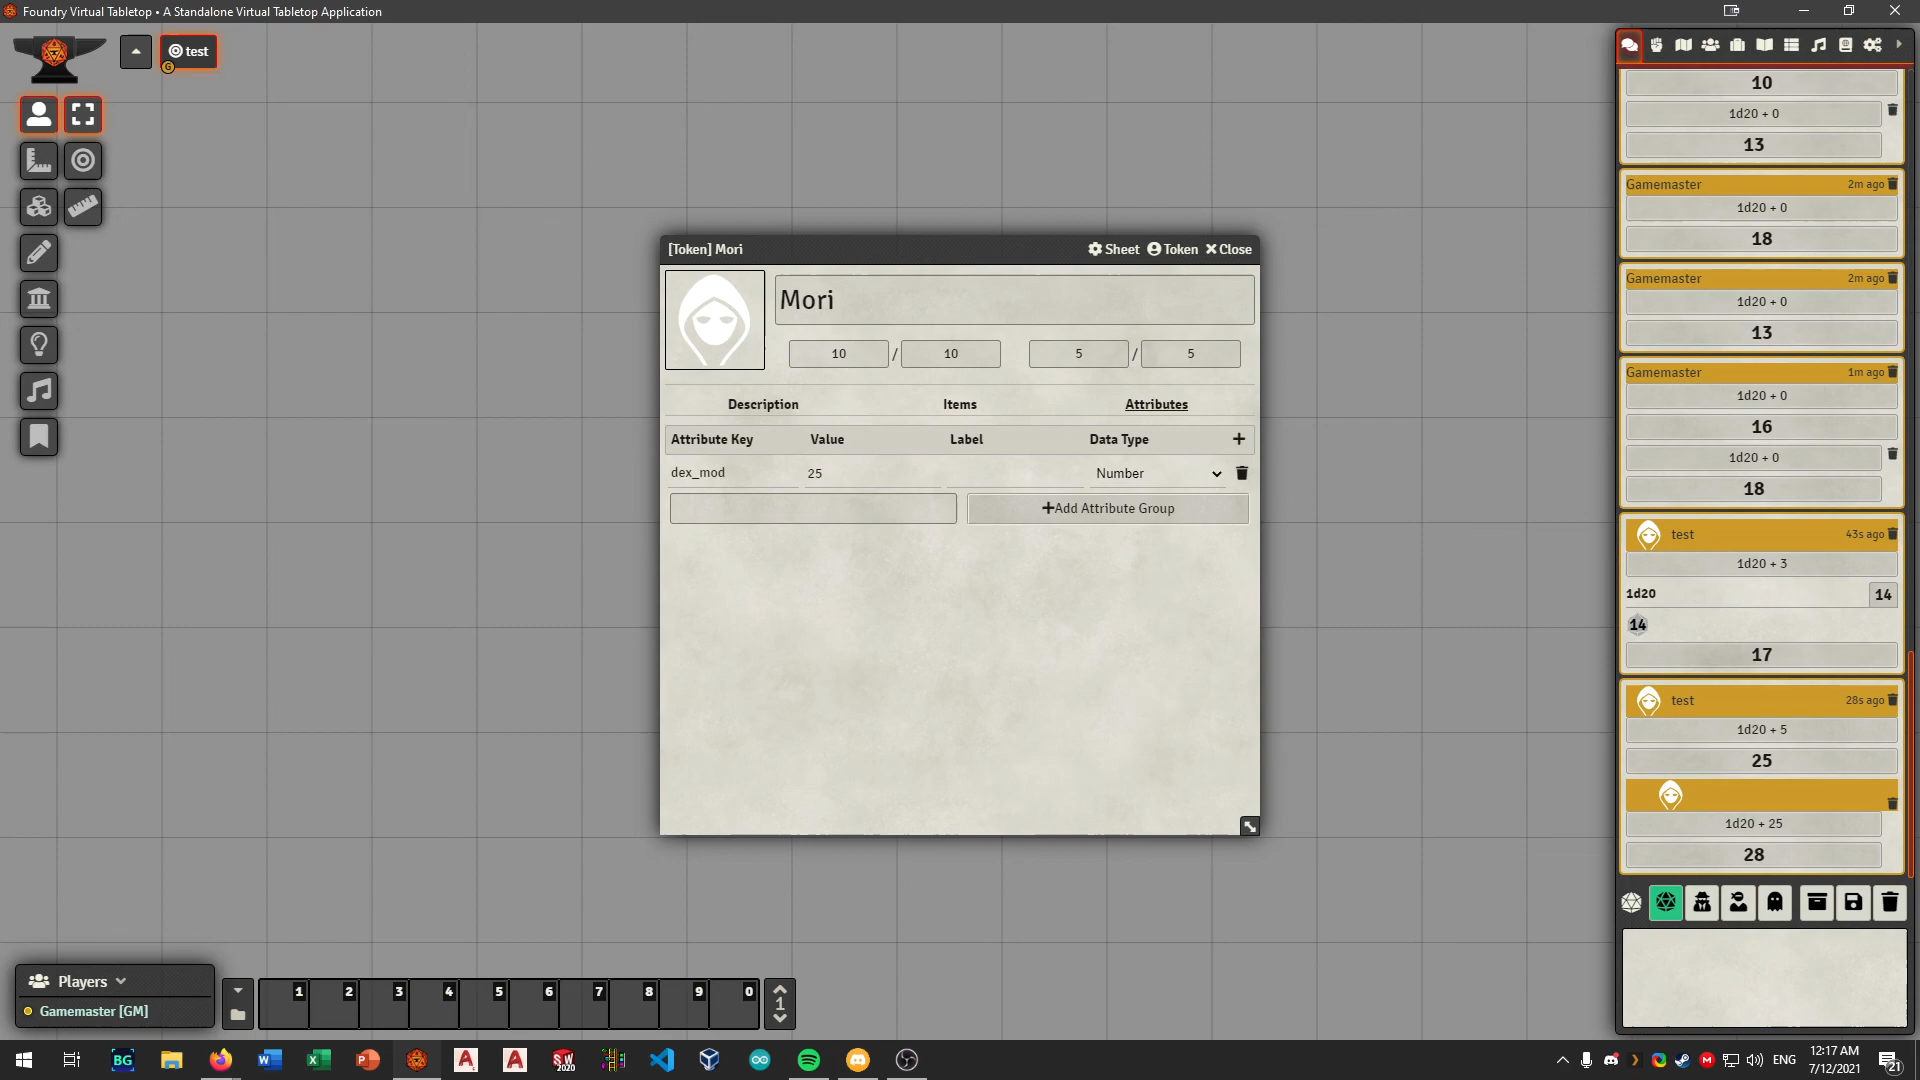 Foundry Virtual Tabletop • A Standalone Virtual Tabletop Application
test
G
10
1d20 + 0
13
Gamemaster 2m ago
1d20 + 0
18
Gamemaster 2m ago
1d20 + 0
13
Gamemaster 1m ago
1d20 + 0
16
1d20 + 0
18
test 43s ago
1d20 + 3
1d20 14
14
17
test 28s ago
1d20 + 5
25
1d20 + 25
28
[Token] Mori Sheet Token Close
Mori
10 / 10 5 / 5
Description Items Attributes
Attribute Key Value Label Data Type +
dex_mod 25 Number
+Add Attribute Group
Players
Gamemaster [GM]
1 2 3 4 5 6 7 8 9 0
1
BG
SW
2020
ENG
12:17 AM
7/12/2021
21